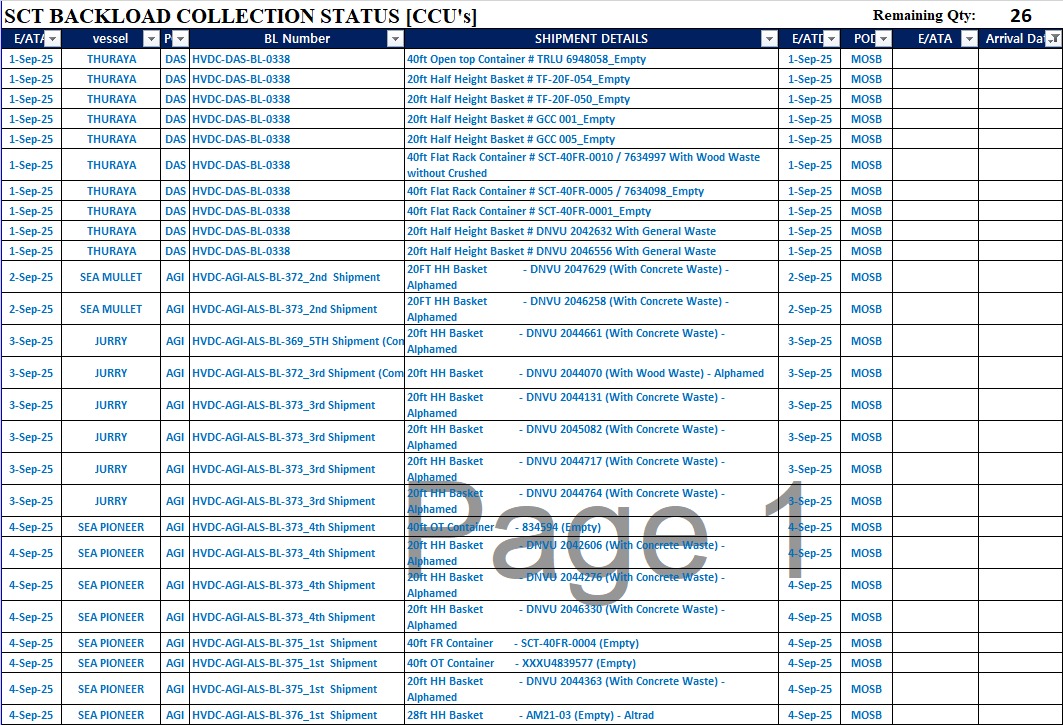 SCT BACKLOAD COLLECTION STATUS [CCU's] Remaining Qty: 26
E/ATA vessel P BL Number SHIPMENT DETAILS E/ATD POD E/ATA Arrival Dat
1-Sep-25 THURAYA DAS HVDC-DAS-BL-0338 40ft Open top Container # TRLU 6948058_Empty 1-Sep-25 MOSB
1-Sep-25 THURAYA DAS HVDC-DAS-BL-0338 20ft Half Height Basket # TF-20F-054_Empty 1-Sep-25 MOSB
1-Sep-25 THURAYA DAS HVDC-DAS-BL-0338 20ft Half Height Basket # TF-20F-050_Empty 1-Sep-25 MOSB
1-Sep-25 THURAYA DAS HVDC-DAS-BL-0338 20ft Half Height Basket # GCC 001_Empty 1-Sep-25 MOSB
1-Sep-25 THURAYA DAS HVDC-DAS-BL-0338 20ft Half Height Basket # GCC 005_Empty 1-Sep-25 MOSB
1-Sep-25 THURAYA DAS HVDC-DAS-BL-0338 40ft Flat Rack Container # SCT-40FR-0010 / 7634997 With Wood Waste 1-Sep-25 MOSB
without Crushed
1-Sep-25 THURAYA DAS HVDC-DAS-BL-0338 40ft Flat Rack Container # SCT-40FR-0005 / 7634098_Empty 1-Sep-25 MOSB
1-Sep-25 THURAYA DAS HVDC-DAS-BL-0338 40ft Flat Rack Container # SCT-40FR-0001_Empty 1-Sep-25 MOSB
1-Sep-25 THURAYA DAS HVDC-DAS-BL-0338 20ft Half Height Basket # DNVU 2042632 With General Waste 1-Sep-25 MOSB
1-Sep-25 THURAYA DAS HVDC-DAS-BL-0338 20ft Half Height Basket # DNVU 2046556 With General Waste 1-Sep-25 MOSB
2-Sep-25 SEA MULLET AGI HVDC-AGI-ALS-BL-372_2nd Shipment 20FT HH Basket - DNVU 2047629 (With Concrete Waste) - 2-Sep-25 MOSB
Alphamed
2-Sep-25 SEA MULLET AGI HVDC-AGI-ALS-BL-373_2nd Shipment 20FT HH Basket - DNVU 2046258 (With Concrete Waste) - 2-Sep-25 MOSB
Alphamed
3-Sep-25 JURRY AGI HVDC-AGI-ALS-BL-369_5TH Shipment (Con 20ft HH Basket - DNVU 2044661 (With Concrete Waste) - 3-Sep-25 MOSB
Alphamed
3-Sep-25 JURRY AGI HVDC-AGI-ALS-BL-372_3rd Shipment (Com 20ft HH Basket - DNVU 2044070 (With Wood Waste) - Alphamed 3-Sep-25 MOSB
3-Sep-25 JURRY AGI HVDC-AGI-ALS-BL-373_3rd Shipment 20ft HH Basket - DNVU 2044131 (With Concrete Waste) - 3-Sep-25 MOSB
Alphamed
3-Sep-25 JURRY AGI HVDC-AGI-ALS-BL-373_3rd Shipment 20ft HH Basket - DNVU 2045082 (With Concrete Waste) - 3-Sep-25 MOSB
Alphamed
3-Sep-25 JURRY AGI HVDC-AGI-ALS-BL-373_3rd Shipment 20ft HH Basket - DNVU 2044717 (With Concrete Waste) - 3-Sep-25 MOSB
Alphamed
3-Sep-25 JURRY AGI HVDC-AGI-ALS-BL-373_3rd Shipment 20ft HH Basket - DNVU 2044764 (With Concrete Waste) - 3-Sep-25 MOSB
Alphamed
4-Sep-25 SEA PIONEER AGI HVDC-AGI-ALS-BL-373_4th Shipment 40ft OT Container - 834594 (Empty) 4-Sep-25 MOSB
4-Sep-25 SEA PIONEER AGI HVDC-AGI-ALS-BL-373_4th Shipment 20ft HH Basket - DNVU 2042606 (With Concrete Waste) - 4-Sep-25 MOSB
Alphamed
Page 1
4-Sep-25 SEA PIONEER AGI HVDC-AGI-ALS-BL-373_4th Shipment 20ft HH Basket - DNVU 2044276 (With Concrete Waste) - 4-Sep-25 MOSB
Alphamed
4-Sep-25 SEA PIONEER AGI HVDC-AGI-ALS-BL-373_4th Shipment 20ft HH Basket - DNVU 2046330 (With Concrete Waste) - 4-Sep-25 MOSB
Alphamed
4-Sep-25 SEA PIONEER AGI HVDC-AGI-ALS-BL-375_1st Shipment 40ft FR Container - SCT-40FR-0004 (Empty) 4-Sep-25 MOSB
4-Sep-25 SEA PIONEER AGI HVDC-AGI-ALS-BL-375_1st Shipment 40ft OT Container - XXXU4839577 (Empty) 4-Sep-25 MOSB
4-Sep-25 SEA PIONEER AGI HVDC-AGI-ALS-BL-375_1st Shipment 20ft HH Basket - DNVU 2044363 (With Concrete Waste) - 4-Sep-25 MOSB
Alphamed
4-Sep-25 SEA PIONEER AGI HVDC-AGI-ALS-BL-376_1st Shipment 28ft HH Basket - AM21-03 (Empty) - Altrad 4-Sep-25 MOSB